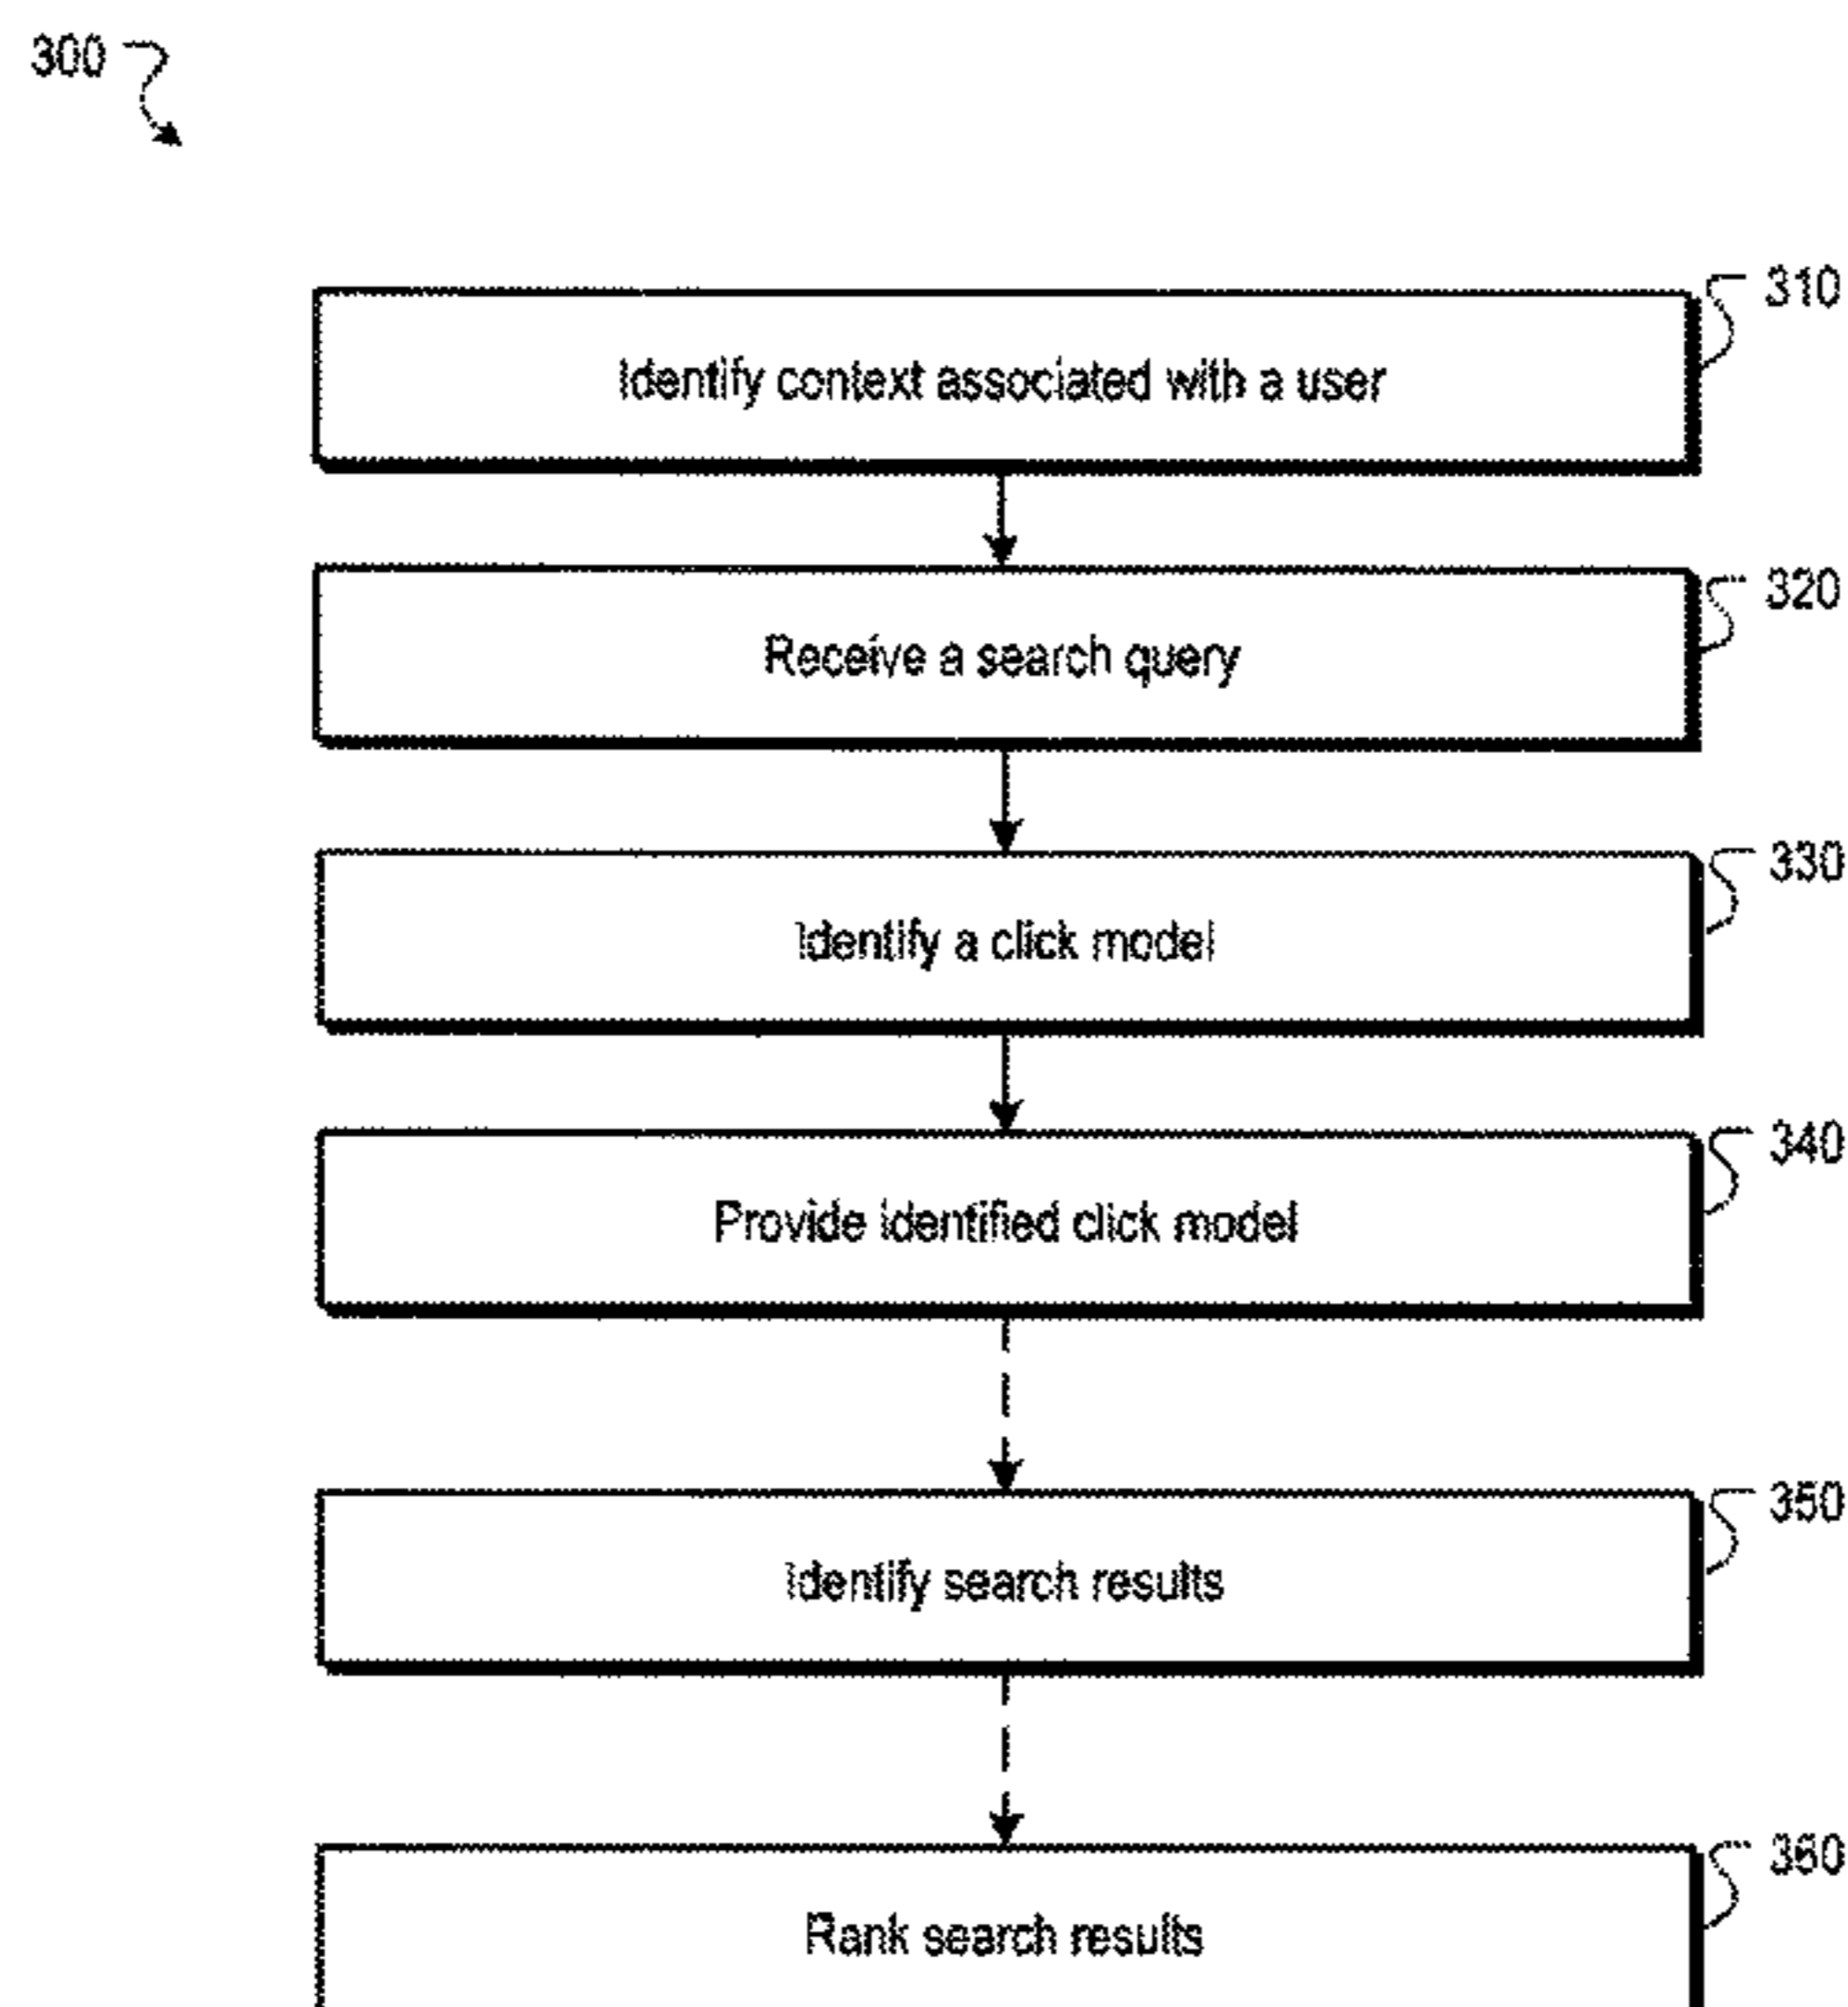 300
310
Identify context associated with a user
320
Receive a search query
330
Identify a click model
340
Provide identified click model
350
Identify search results
360
Rank search results